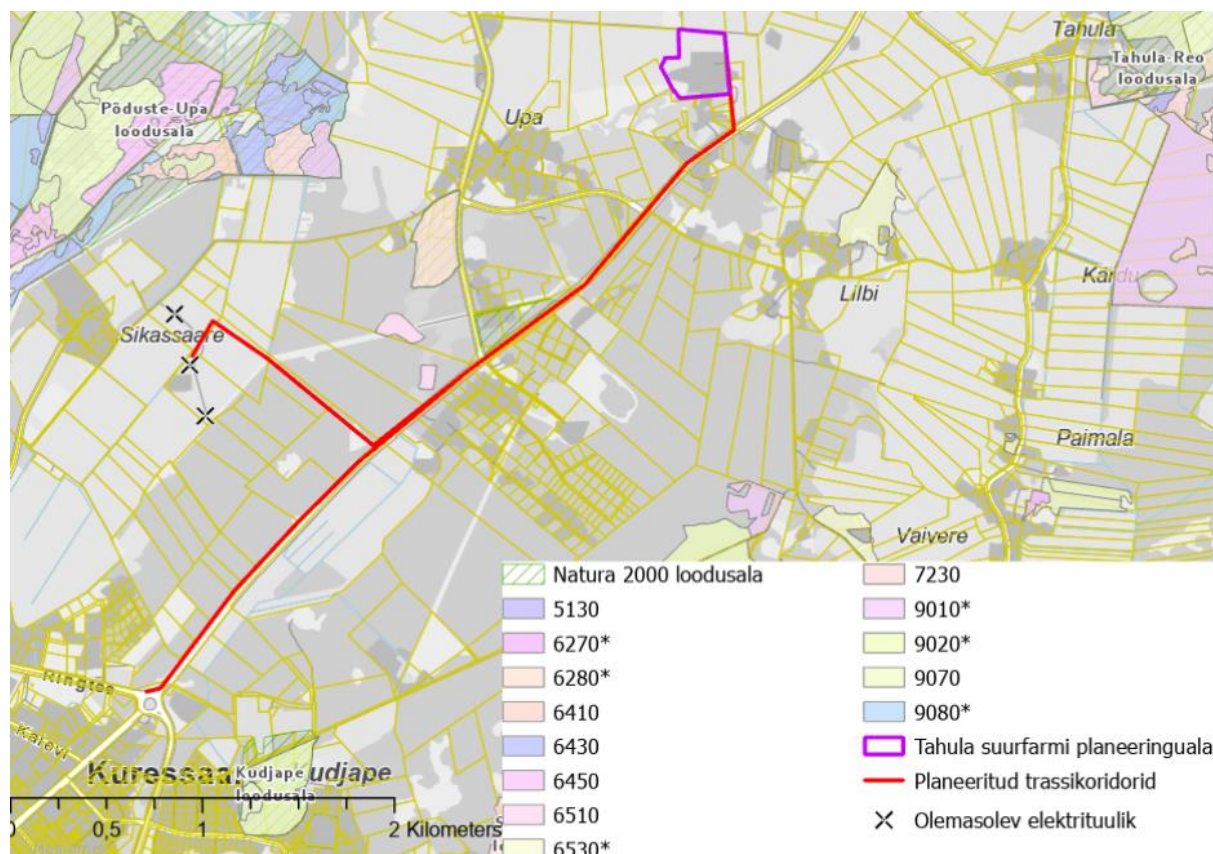 Tahula
Tahula-Reo
loodusala
Põduste-Upa
loodusala
Upa
Kärdu
Lilbi
Sikassaare
Paimala
Vaivere
Ringtee
Kalevi
Kuressaa
Kudjape
Kudjape
loodusala
0 0,5 1 2 Kilometers
Natura 2000 loodusala
5130
6270*
6280*
6410
6430
6450
6510
6530*
7230
9010*
9020*
9070
9080*
Tahula suurfarmi planeeringuala
Planeeritud trassikoridorid
Olemasolev elektrituulik